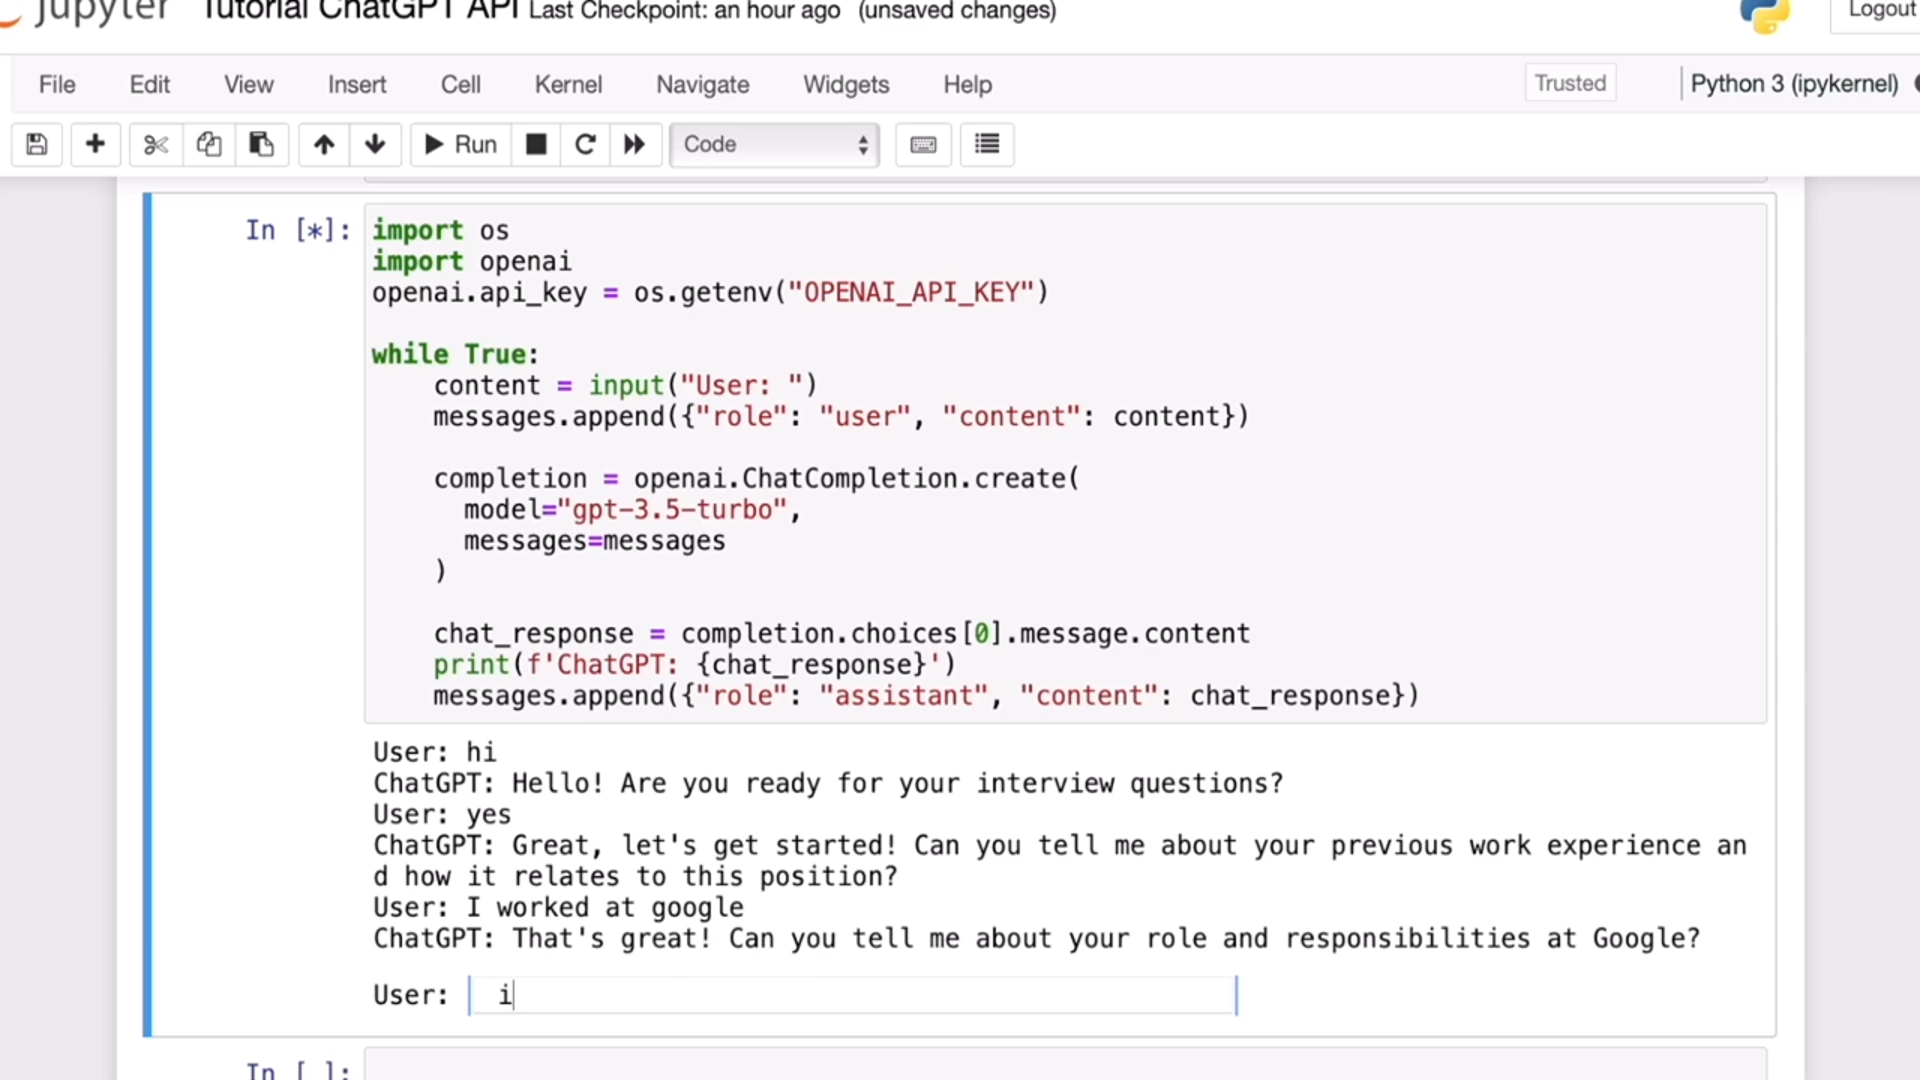 jupyter Tutorial ChatGPT API Last Checkpoint: an hour ago (unsaved changes) Logout
File Edit View Insert Cell Kernel Navigate Widgets Help Trusted Python 3 (ipykernel)
Run Code
In [*]: import os
import openai
openai.api_key = os.getenv("OPENAI_API_KEY")
while True:
    content = input("User: ")
    messages.append({"role": "user", "content": content})
    completion = openai.ChatCompletion.create(
      model="gpt-3.5-turbo",
      messages=messages
    )
    chat_response = completion.choices[0].message.content
    print(f'ChatGPT: {chat_response}')
    messages.append({"role": "assistant", "content": chat_response})
User: hi
ChatGPT: Hello! Are you ready for your interview questions?
User: yes
ChatGPT: Great, let's get started! Can you tell me about your previous work experience an
d how it relates to this position?
User: I worked at google
ChatGPT: That's great! Can you tell me about your role and responsibilities at Google?
User: i
In [ ]: